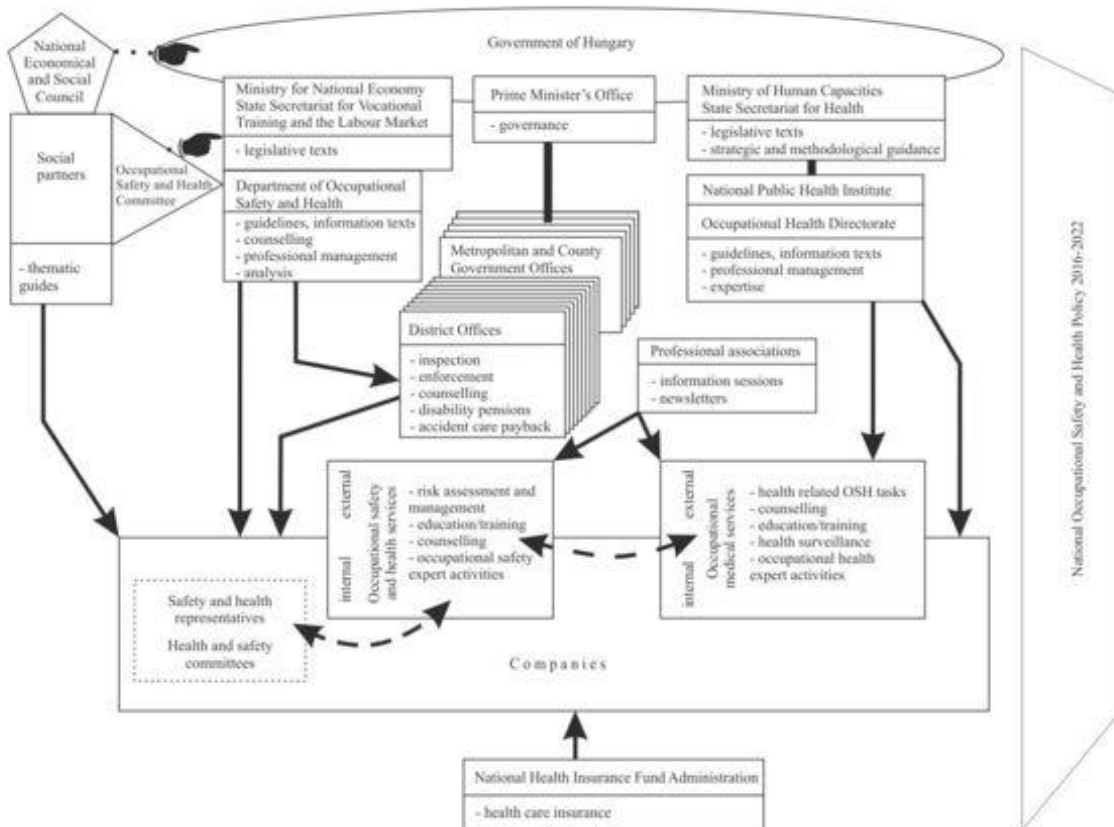 National
Economical
and Social
Council
Government of Hungary
Ministry for National Economy
State Secretariat for Vocational
Training and the Labour Market
- legislative texts
Prime Minister's Office
- governance
Ministry of Human Capacities
State Secretariat for Health
- legislative texts
- strategic and methodological guidance
Social
partners
- thematic
guides
Occupational
Safety and Health
Committee
Department of Occupational
Safety and Health
- guidelines, information texts
- counselling
- professional management
- analysis
Metropolitan and County
Government Offices
National Public Health Institute
Occupational Health Directorate
- guidelines, information texts
- professional management
- expertise
District Offices
- inspection
- enforcement
- counselling
- disability pensions
- accident care payback
Professional associations
- information sessions
- newsletters
internal external
Occupational safety
and health services
- risk assessment and
management
- education/training
- counselling
- occupational safety
expert activities
internal external
Occupational
medical services
- health related OSH tasks
- counselling
- education/training
- health surveillance
- occupational health
expert activities
Safety and health
representatives
Health and safety
committees
Companies
National Health Insurance Fund Administration
- health care insurance
National Occupational Safety and Health Policy 2016-2022